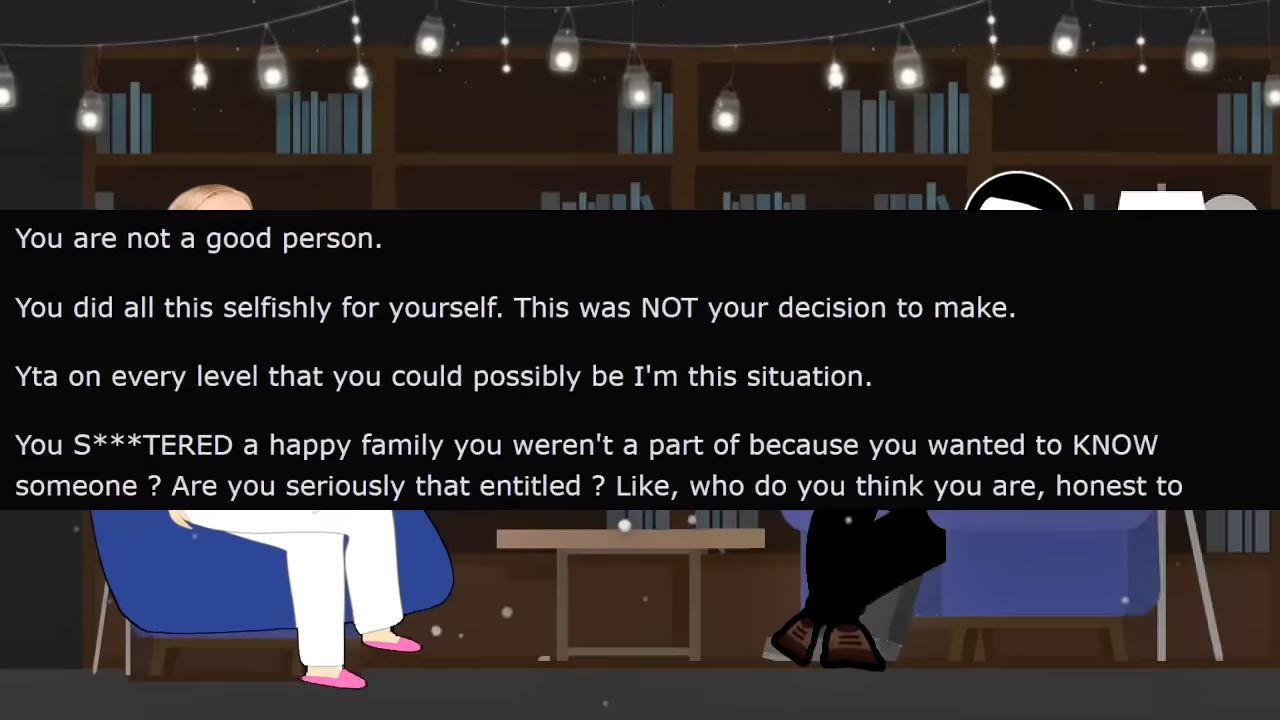 You are not a good person.
You did all this selfishly for yourself. This was NOT your decision to make.
Yta on every level that you could possibly be I'm this situation.
You S***TERED a happy family you weren't a part of because you wanted to KNOW
someone ? Are you seriously that entitled ? Like, who do you think you are, honest to